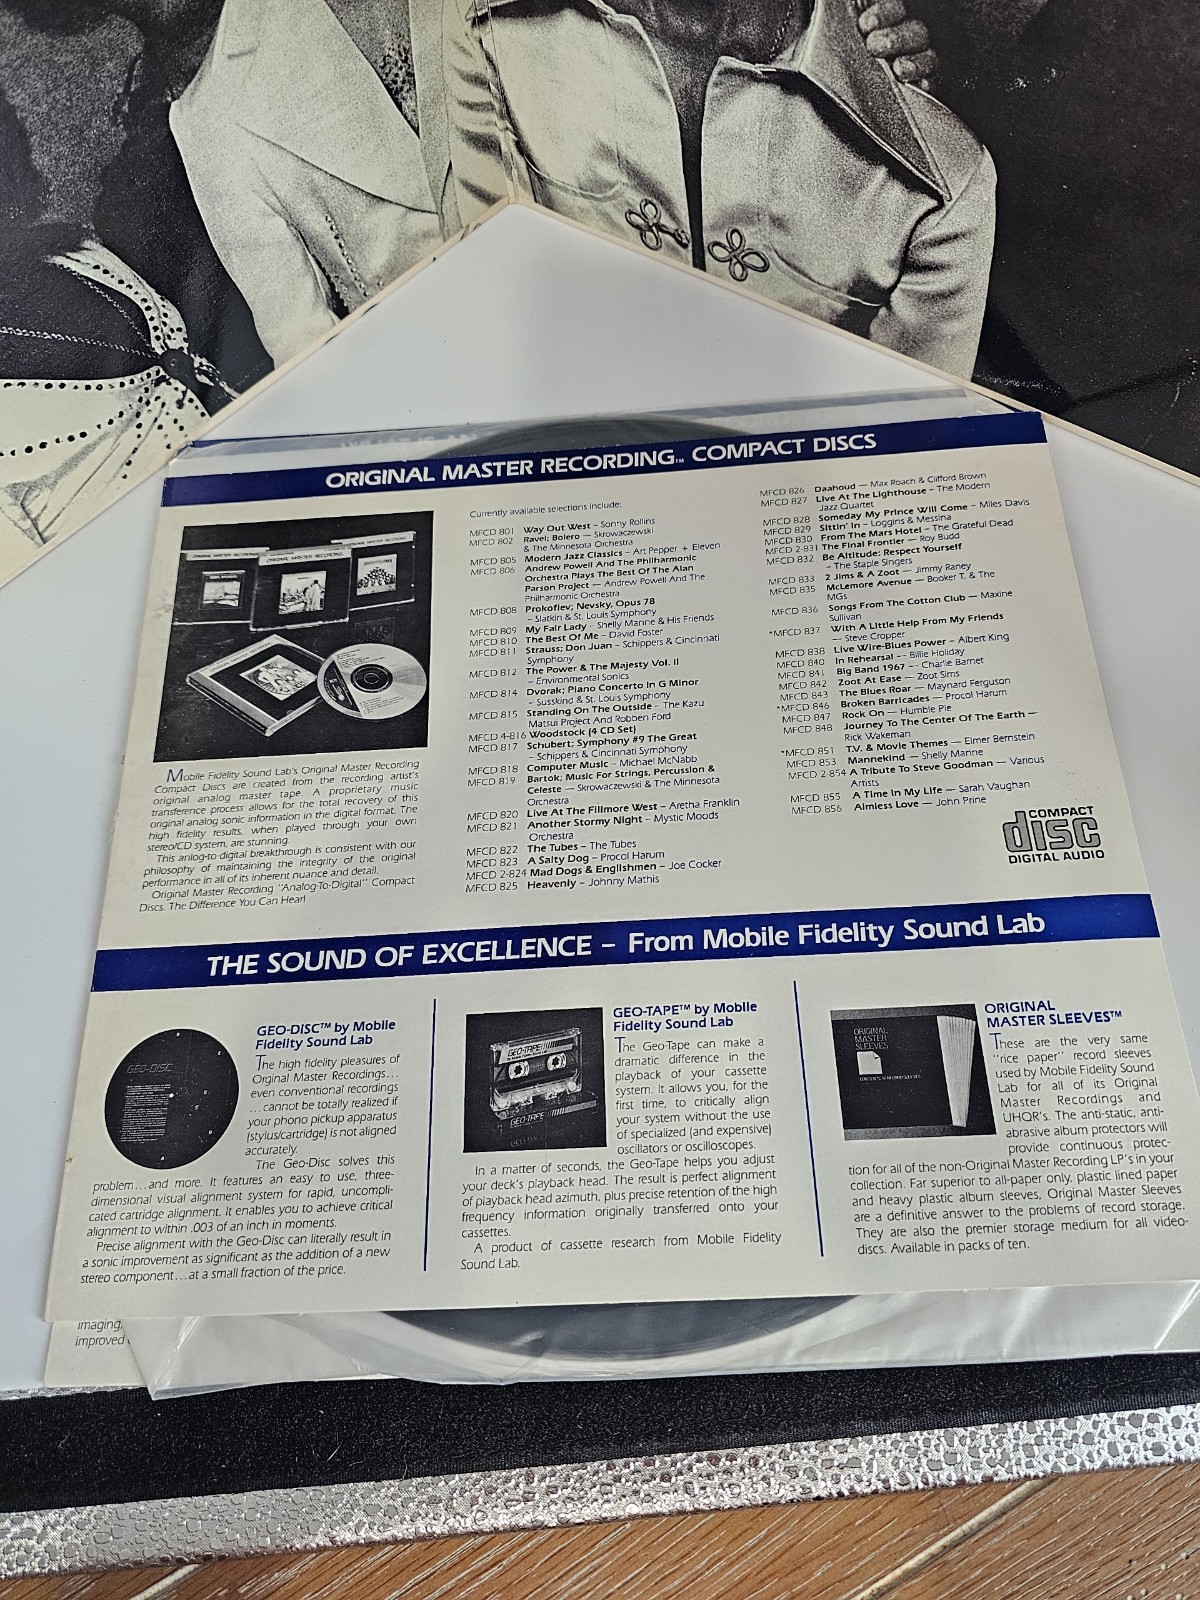 ORIGINAL MASTER RECORDING™ COMPACT DISCS
Currently available selections include:
MFCD 801 Way Out West – Sonny Rollins
MFCD 802 Ravel; Bolero – Skrowaczewski
& The Minnesota Orchestra
MFCD 805 Modern Jazz Classics – Art Pepper + Eleven
MFCD 806 Andrew Powell And The Philharmonic
Orchestra Plays The Best Of The Alan
Parson Project — Andrew Powell And The
Philharmonic Orchestra
MFCD 808 Prokofiev; Nevsky, Opus 78
– Slatkin & St. Louis Symphony
MFCD 809 My Fair Lady – Shelly Manne & His Friends
MFCD 810 The Best Of Me – David Foster
MFCD 811 Strauss; Don Juan – Schippers & Cincinnati
Symphony
MFCD 812 The Power & The Majesty Vol. II
– Environmental Sonics
MFCD 814 Dvorak; Piano Concerto In G Minor
– Susskind & St. Louis Symphony
MFCD 815 Standing On The Outside – The Kazu
Matsui Project And Robben Ford
MFCD 4-816 Woodstock (4 CD Set)
MFCD 817 Schubert; Symphony #9 The Great
– Schippers & Cincinnati Symphony
MFCD 818 Computer Music – Michael McNabb
MFCD 819 Bartok; Music For Strings, Percussion &
Celeste — Skrowaczewski & The Minnesota
Orchestra
MFCD 820 Live At The Fillmore West – Aretha Franklin
MFCD 821 Another Stormy Night – Mystic Moods
Orchestra
MFCD 822 The Tubes – The Tubes
MFCD 823 A Salty Dog – Procol Harum
MFCD 2-824 Mad Dogs & Englishmen – Joe Cocker
MFCD 825 Heavenly – Johnny Mathis
MFCD 826 Daahoud — Max Roach & Clifford Brown
MFCD 827 Live At The Lighthouse – The Modern
Jazz Quartet
MFCD 828 Someday My Prince Will Come – Miles Davis
MFCD 829 Sittin' In – Loggins & Messina
MFCD 830 From The Mars Hotel – The Grateful Dead
MFCD 2-831 The Final Frontier — Roy Budd
MFCD 832 Be Altitude: Respect Yourself
– The Staple Singers
MFCD 833 2 Jims & A Zoot — Jimmy Raney
MFCD 835 McLemore Avenue — Booker T. & The
MGs
MFCD 836 Songs From The Cotton Club — Maxine
Sullivan
*MFCD 837 With A Little Help From My Friends
— Steve Cropper
MFCD 838 Live Wire-Blues Power – Albert King
MFCD 840 In Rehearsal -- Billie Holiday
MFCD 841 Big Band 1967 -- Charlie Barnet
MFCD 842 Zoot At Ease — Zoot Sims
MFCD 843 The Blues Roar — Maynard Ferguson
*MFCD 846 Broken Barricades — Procol Harum
MFCD 847 Rock On — Humble Pie
MFCD 848 Journey To The Center Of The Earth —
Rick Wakeman
*MFCD 851 T.V. & Movie Themes — Elmer Bernstein
MFCD 853 Mannekind — Shelly Manne
MFCD 2-854 A Tribute To Steve Goodman — Various
Artists
MFCD 855 A Time In My Life — Sarah Vaughan
MFCD 856 Aimless Love — John Prine
COMPACT
disc
DIGITAL AUDIO
Mobile Fidelity Sound Lab's Original Master Recording
Compact Discs are created from the recording artist's
original analog master tape. A proprietary music
transference process allows for the total recovery of this
original analog sonic information in the digital format. The
high fidelity results, when played through your own
stereo/CD system, are stunning.
This anlog-to-digital breakthrough is consistent with our
philosophy of maintaining the integrity of the original
performance in all of its inherent nuance and detail.
Original Master Recording "Analog-To-Digital" Compact
Discs. The Difference You Can Hear!
THE SOUND OF EXCELLENCE – From Mobile Fidelity Sound Lab
GEO-DISC
GEO-DISC™ by Mobile
Fidelity Sound Lab
The high fidelity pleasures of
Original Master Recordings...
even conventional recordings
...cannot be totally realized if
your phono pickup apparatus
(stylus/cartridge) is not aligned
accurately.
The Geo-Disc solves this
problem...and more. It features an easy to use, three-
dimensional visual alignment system for rapid, uncompli-
cated cartridge alignment. It enables you to achieve critical
alignment to within .003 of an inch in moments.
Precise alignment with the Geo-Disc can literally result in
a sonic improvement as significant as the addition of a new
stereo component...at a small fraction of the price.
GEO-TAPE
GEO-TAPE™ by Mobile
Fidelity Sound Lab
The Geo-Tape can make a
dramatic difference in the
playback of your cassette
system. It allows you, for the
first time, to critically align
your system without the use
of specialized (and expensive)
oscillators or oscilloscopes.
In a matter of seconds, the Geo-Tape helps you adjust
your deck's playback head. The result is perfect alignment
of playback head azimuth, plus precise retention of the high
frequency information originally transferred onto your
cassettes.
A product of cassette research from Mobile Fidelity
Sound Lab.
ORIGINAL
MASTER
SLEEVES
ORIGINAL
MASTER SLEEVES™
These are the very same
"rice paper" record sleeves
used by Mobile Fidelity Sound
Lab for all of its Original
Master Recordings and
UHQR's. The anti-static, anti-
abrasive album protectors will
provide continuous protec-
tion for all of the non-Original Master Recording LP's in your
collection. Far superior to all-paper only, plastic lined paper
and heavy plastic album sleeves, Original Master Sleeves
are a definitive answer to the problems of record storage.
They are also the premier storage medium for all video-
discs. Available in packs of ten.
imaging,
improved